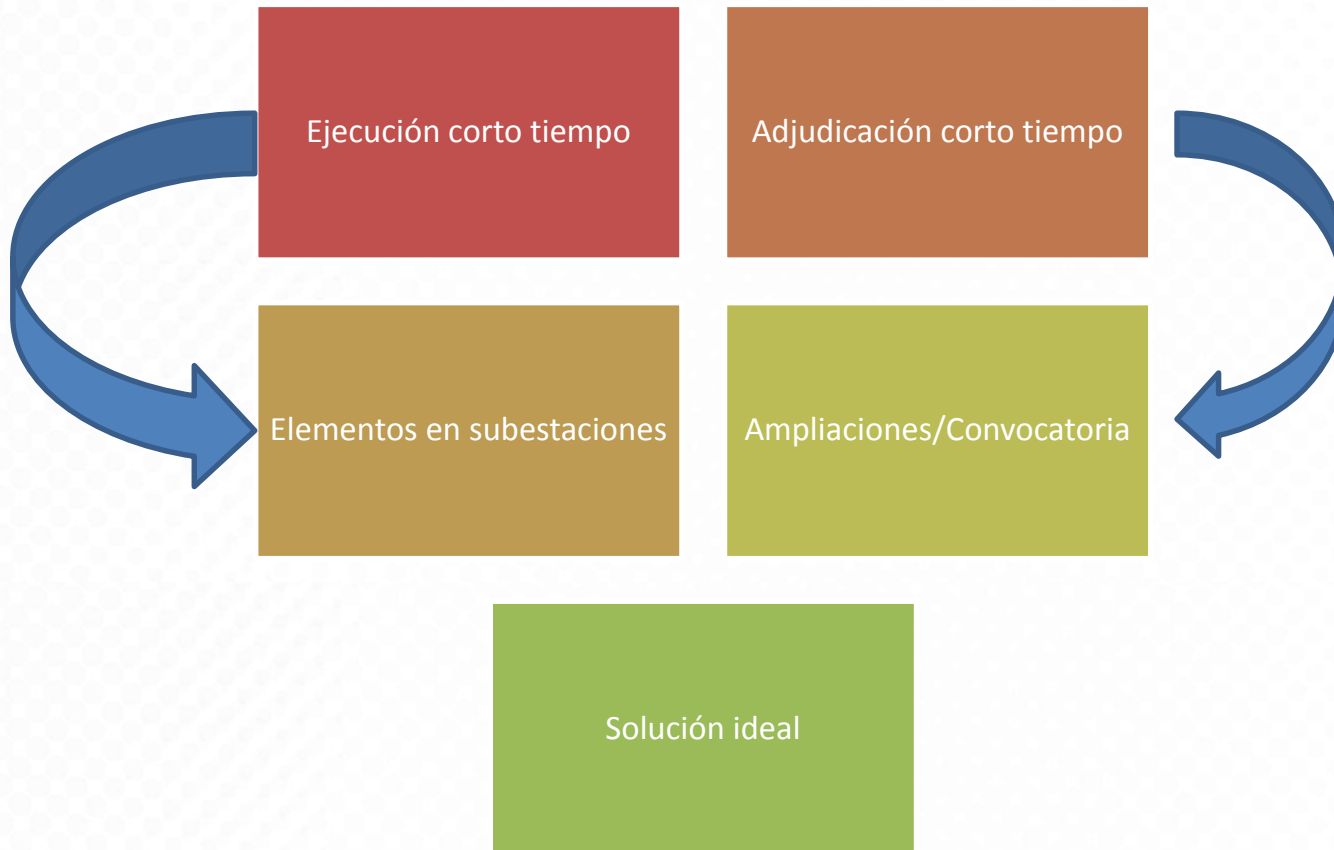 Ejecución corto tiempo
Adjudicación corto tiempo
Elementos en subestaciones
Ampliaciones/Convocatoria
Solución ideal